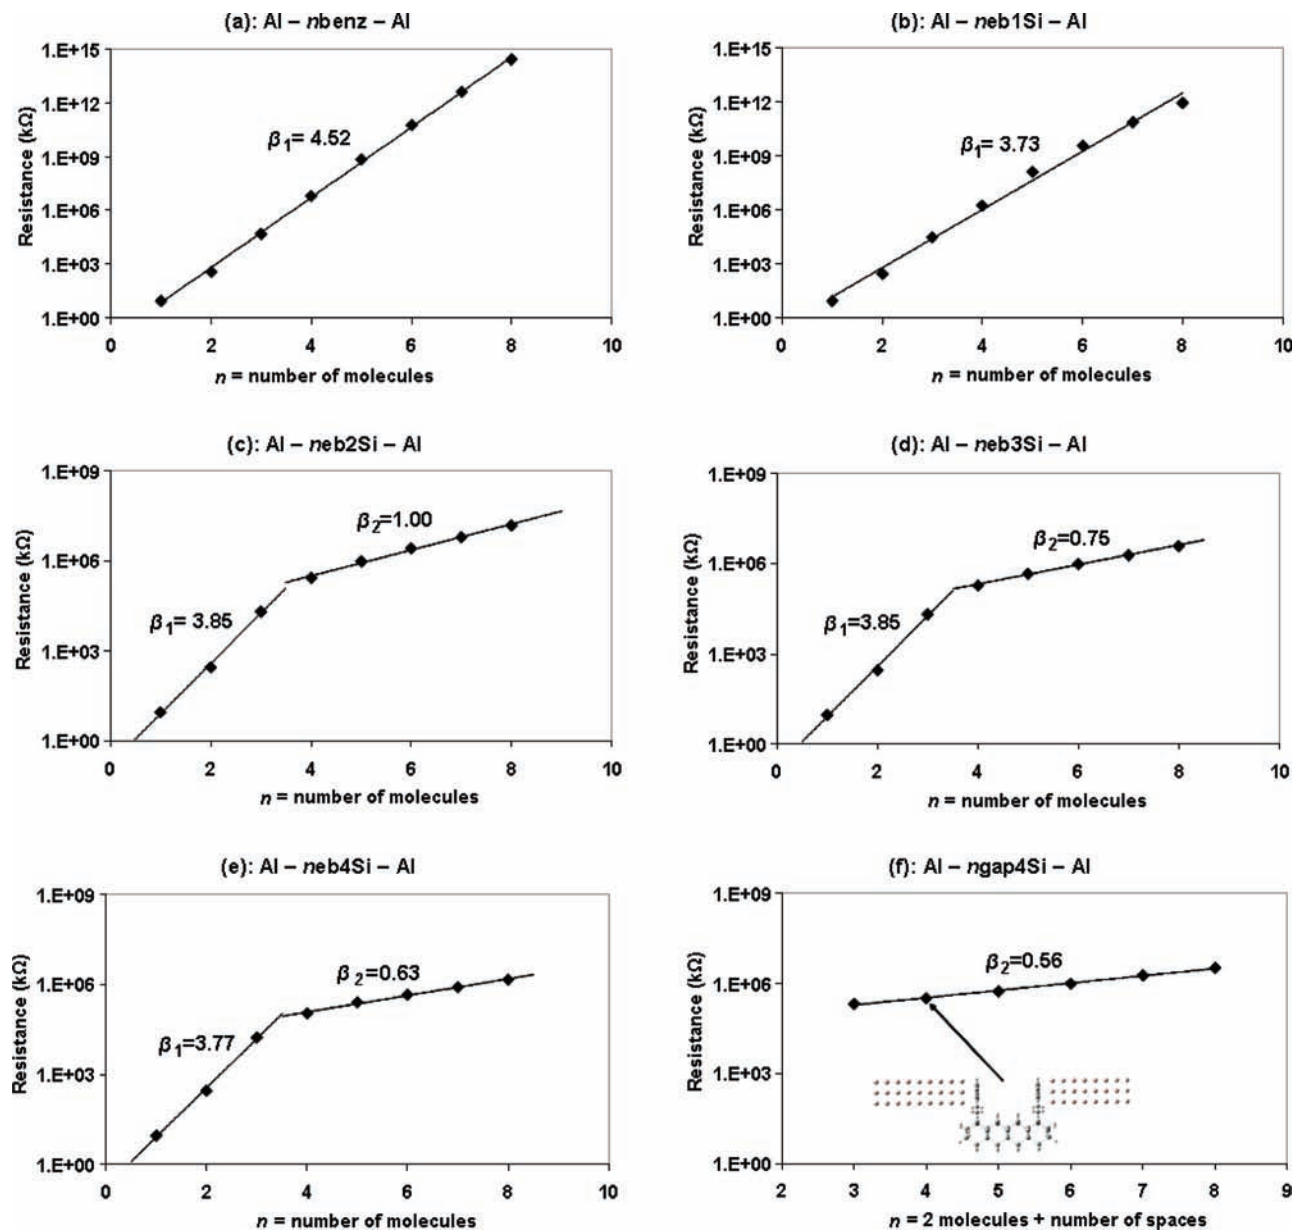 (a): Al – nbenz – Al
1.E+15
1.E+12
1.E+09
1.E+06
1.E+03
1.E+00
Resistance (kΩ)
β1= 4.52
0 2 4 6 8 10
n = number of molecules
(b): Al – neb1Si – Al
1.E+15
1.E+12
1.E+09
1.E+06
1.E+03
1.E+00
Resistance (kΩ)
β1= 3.73
0 2 4 6 8 10
n = number of molecules
(c): Al – neb2Si – Al
1.E+09
1.E+06
1.E+03
1.E+00
Resistance (kΩ)
β2=1.00
β1= 3.85
0 2 4 6 8 10
n = number of molecules
(d): Al – neb3Si – Al
1.E+09
1.E+06
1.E+03
1.E+00
Resistance (kΩ)
β2=0.75
β1=3.85
0 2 4 6 8 10
n = number of molecules
(e): Al – neb4Si – Al
1.E+09
1.E+06
1.E+03
1.E+00
Resistance (kΩ)
β2=0.63
β1=3.77
0 2 4 6 8 10
n = number of molecules
(f): Al – ngap4Si – Al
1.E+09
1.E+06
1.E+03
1.E+00
Resistance (kΩ)
β2=0.56
2 3 4 5 6 7 8 9
n = 2 molecules + number of spaces